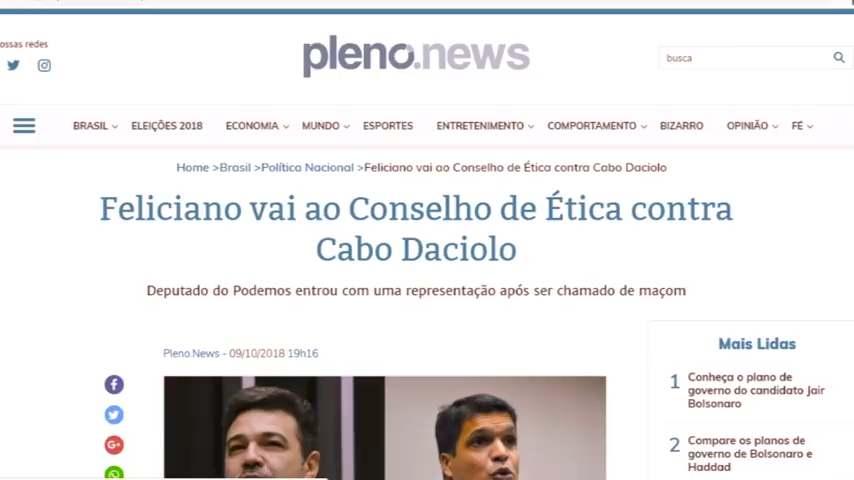 ossas redes
pleno.news
busca
BRASIL
ELEIÇÕES 2018
ECONOMIA
MUNDO
ESPORTES
ENTRETENIMENTO
COMPORTAMENTO
BIZARRO
OPINIÃO
FÉ
Home >Brasil >Política Nacional >Feliciano vai ao Conselho de Ética contra Cabo Daciolo
Feliciano vai ao Conselho de Ética contra
Cabo Daciolo
Deputado do Podemos entrou com uma representação após ser chamado de maçom
Pleno.News - 09/10/2018 19h16
Mais Lidas
1 Conheça o plano de
governo do candidato Jair
Bolsonaro
2 Compare os planos de
governo de Bolsonaro e
Haddad